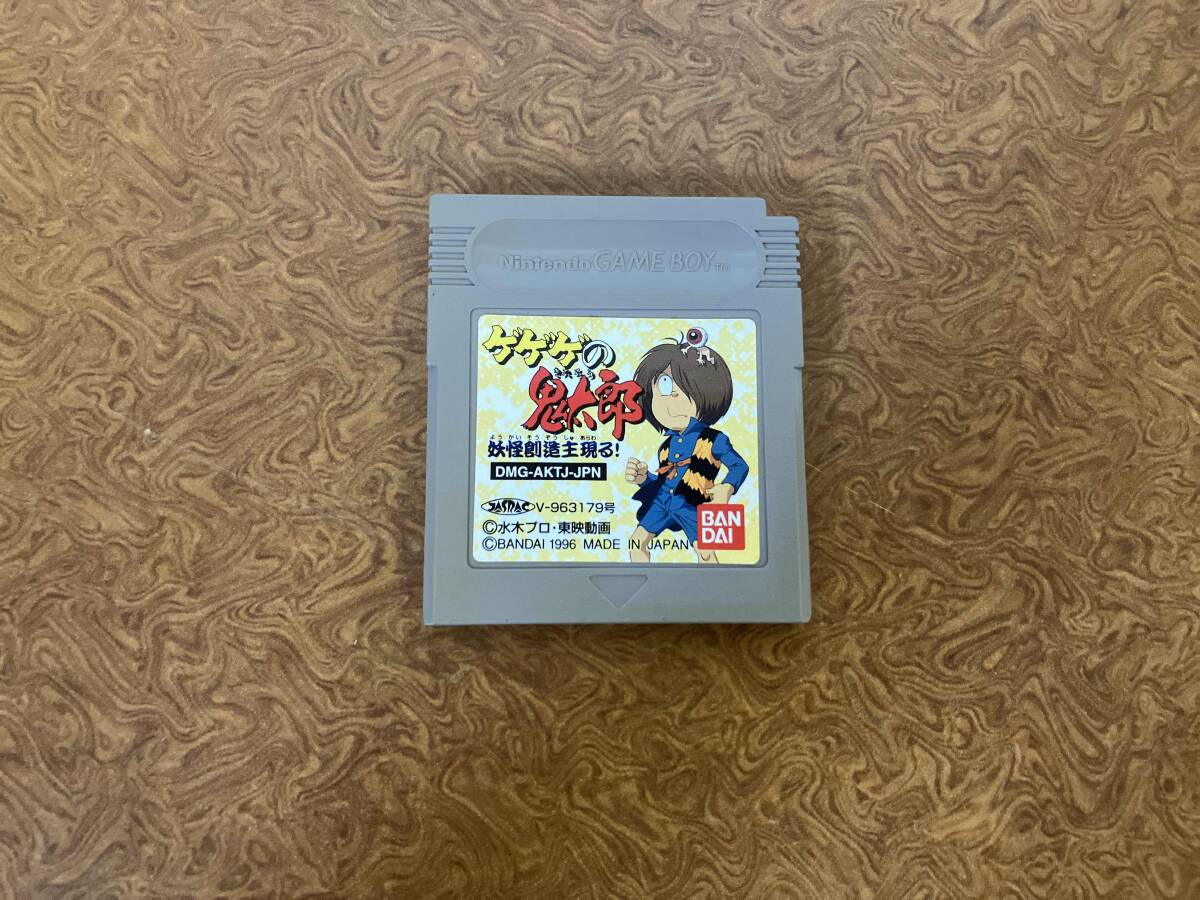 Nintendo GAME BOY TM
ゲゲゲの
きたろう
鬼太郎
ようかいそうぞうしゅあらわ
妖怪創造主現る!
DMG-AKTJ-JPN
JASRAC V-963179号
©水木プロ・東映動画
©BANDAI 1996 MADE IN JAPAN
BAN
DAI